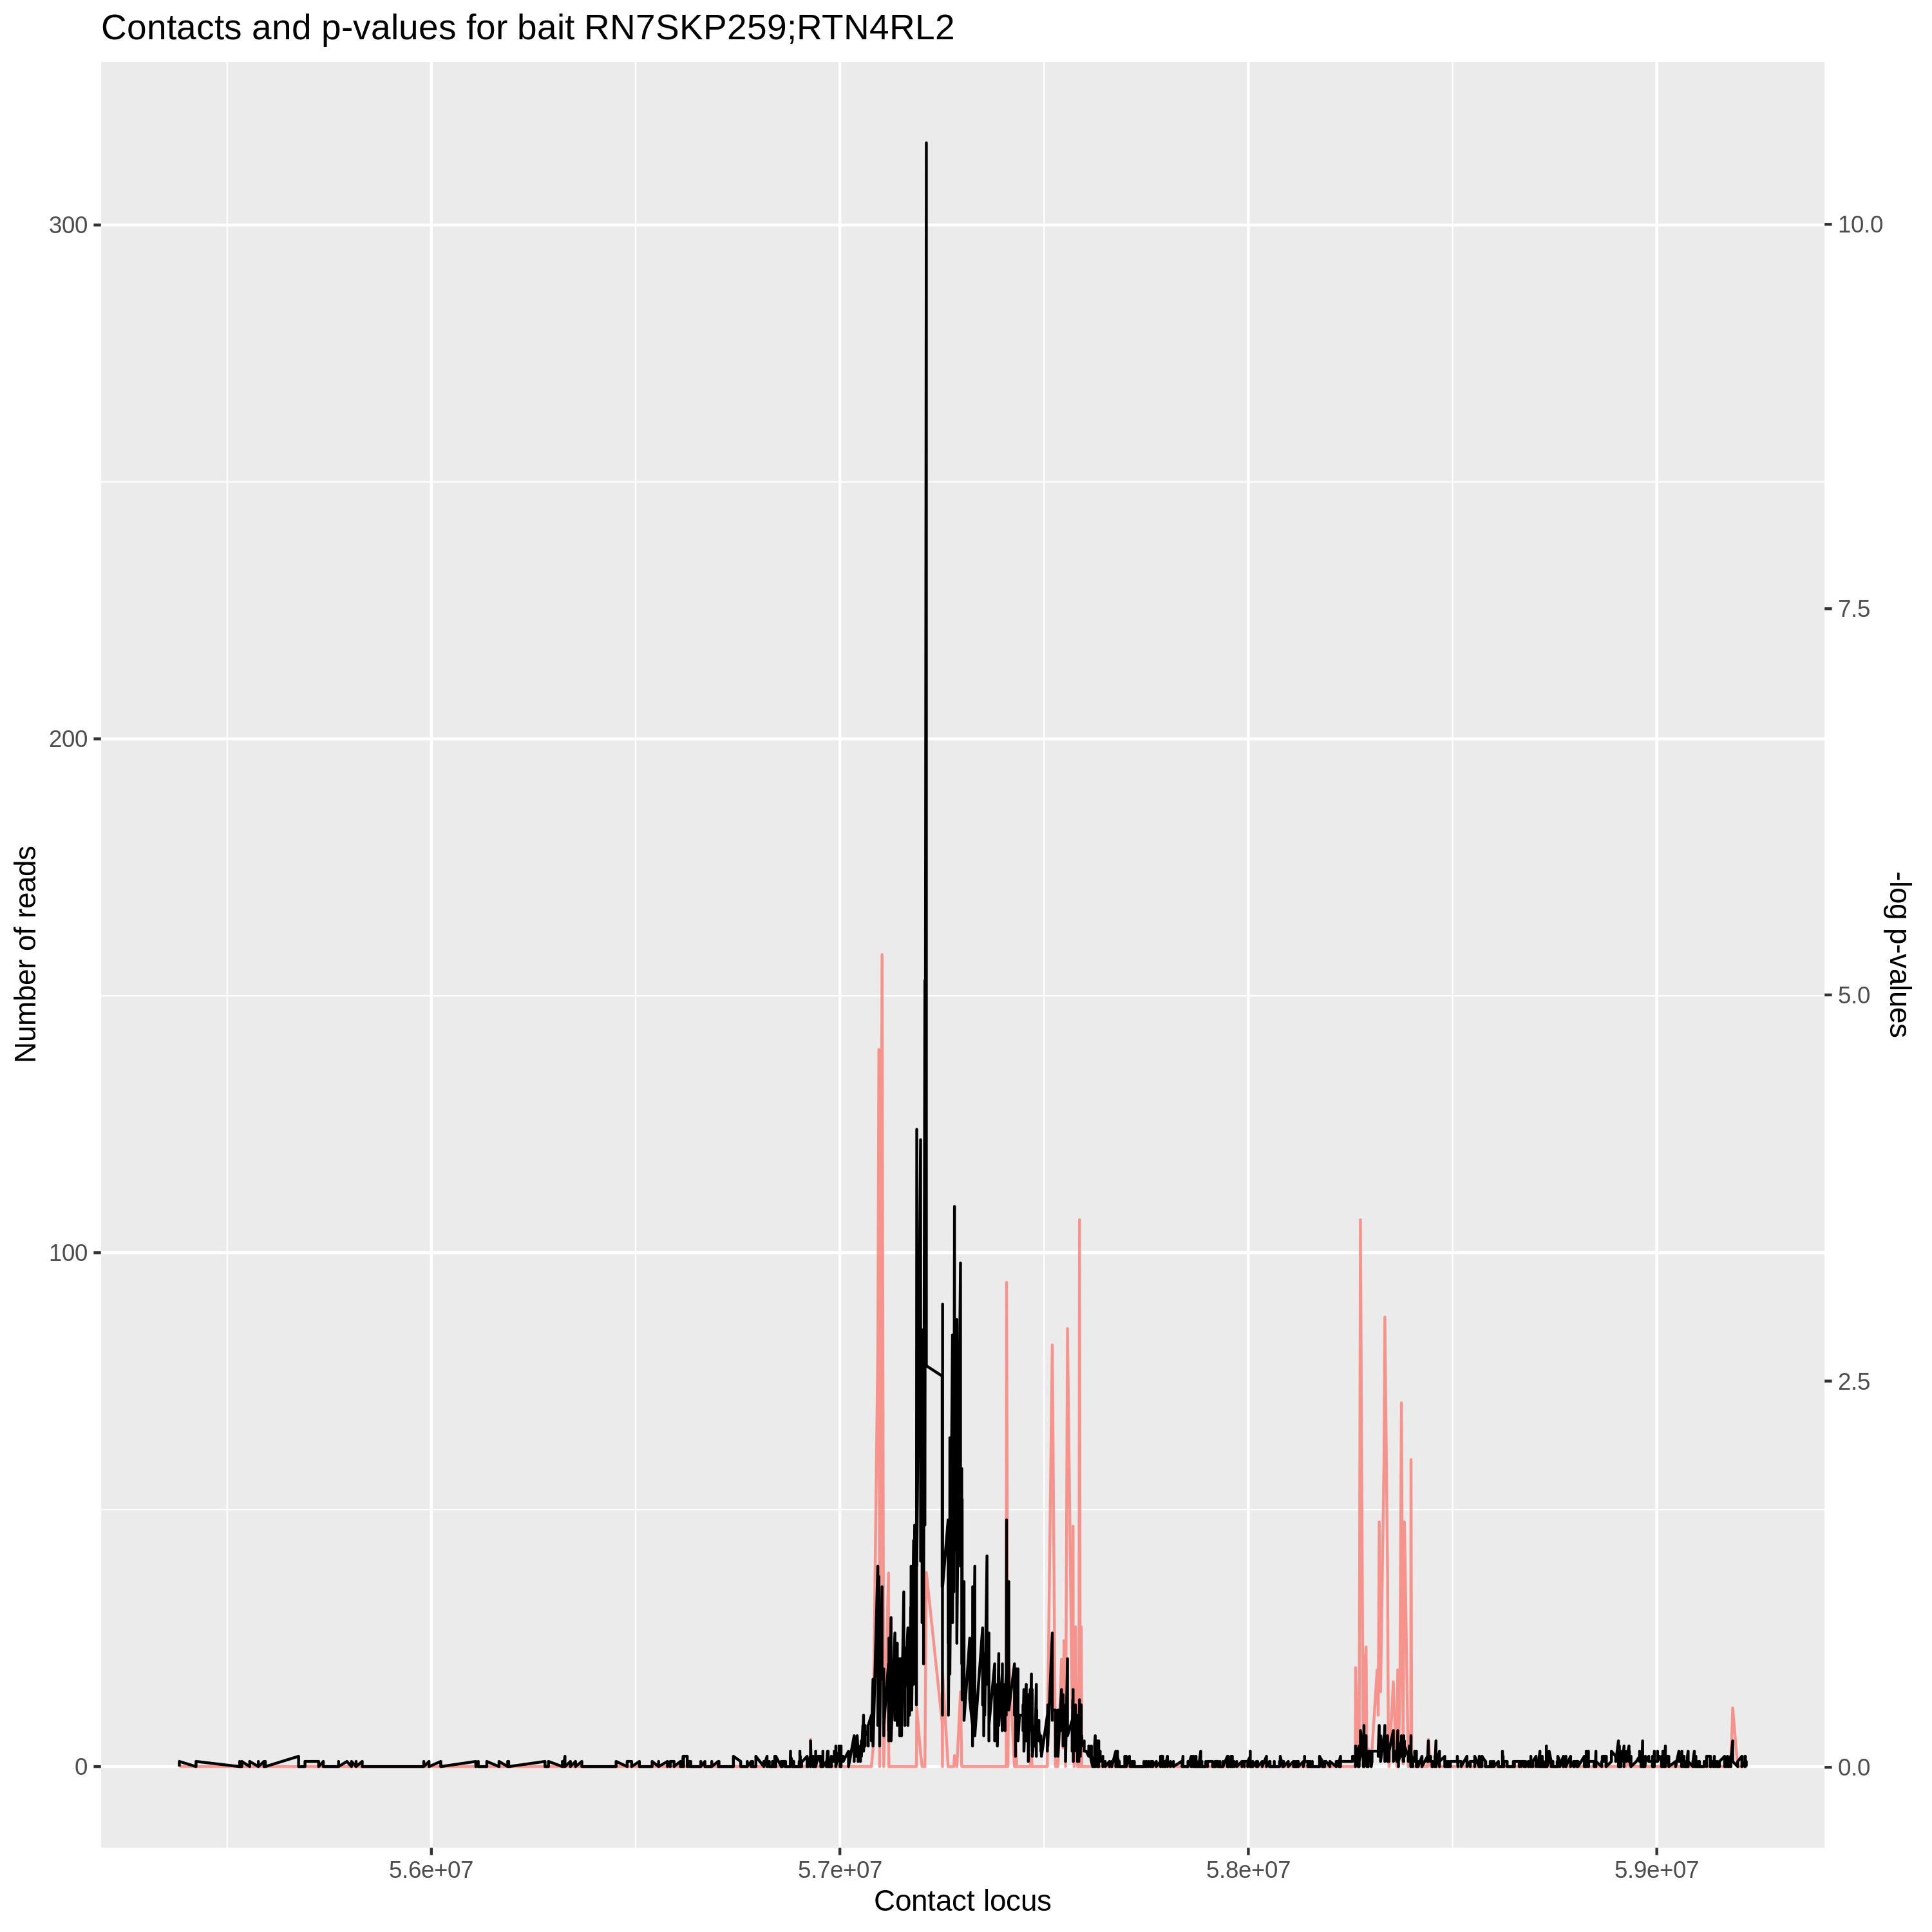 Contacts and p-values for bait RN7SKP259;RTN4RL2
300
200
100
0
Number of reads
10.0
7.5
5.0
2.5
0.0
-log p-values
5.6e+07 5.7e+07 5.8e+07 5.9e+07
Contact locus